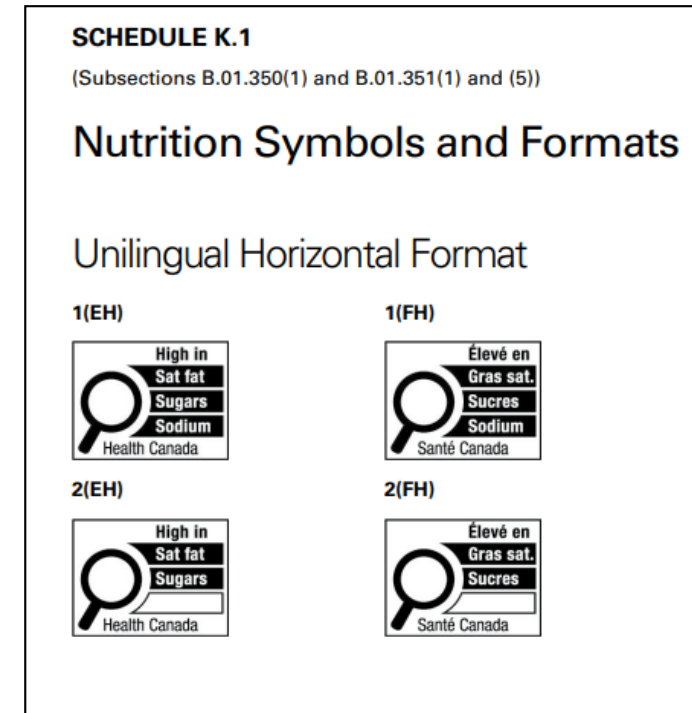 SCHEDULE K.1
(Subsections B.01.350(1) and B.01.351(1) and (5))
Nutrition Symbols and Formats
Unilingual Horizontal Format
1(EH)
High in
Sat fat
Sugars
Sodium
Health Canada
1(FH)
Élevé en
Gras sat.
Sucres
Sodium
Santé Canada
2(EH)
High in
Sat fat
Sugars
Health Canada
2(FH)
Élevé en
Gras sat.
Sucres
Santé Canada